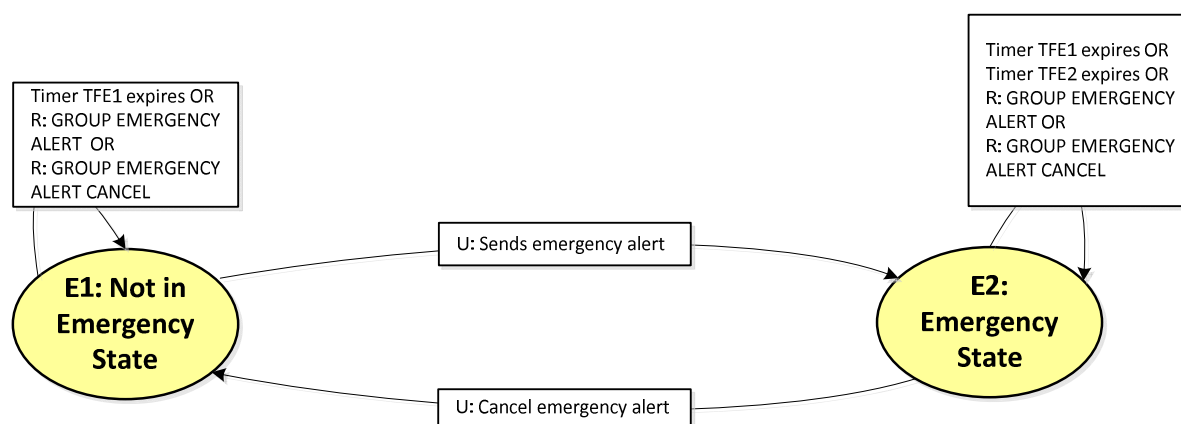 Timer TFE1 expires OR
Timer TFE2 expires OR
R: GROUP EMERGENCY
ALERT OR
R: GROUP EMERGENCY
ALERT CANCEL
Timer TFE1 expires OR
R: GROUP EMERGENCY
ALERT OR
R: GROUP EMERGENCY
ALERT CANCEL
U: Sends emergency alert
E1: Not in
Emergency
State
E2:
Emergency
State
U: Cancel emergency alert